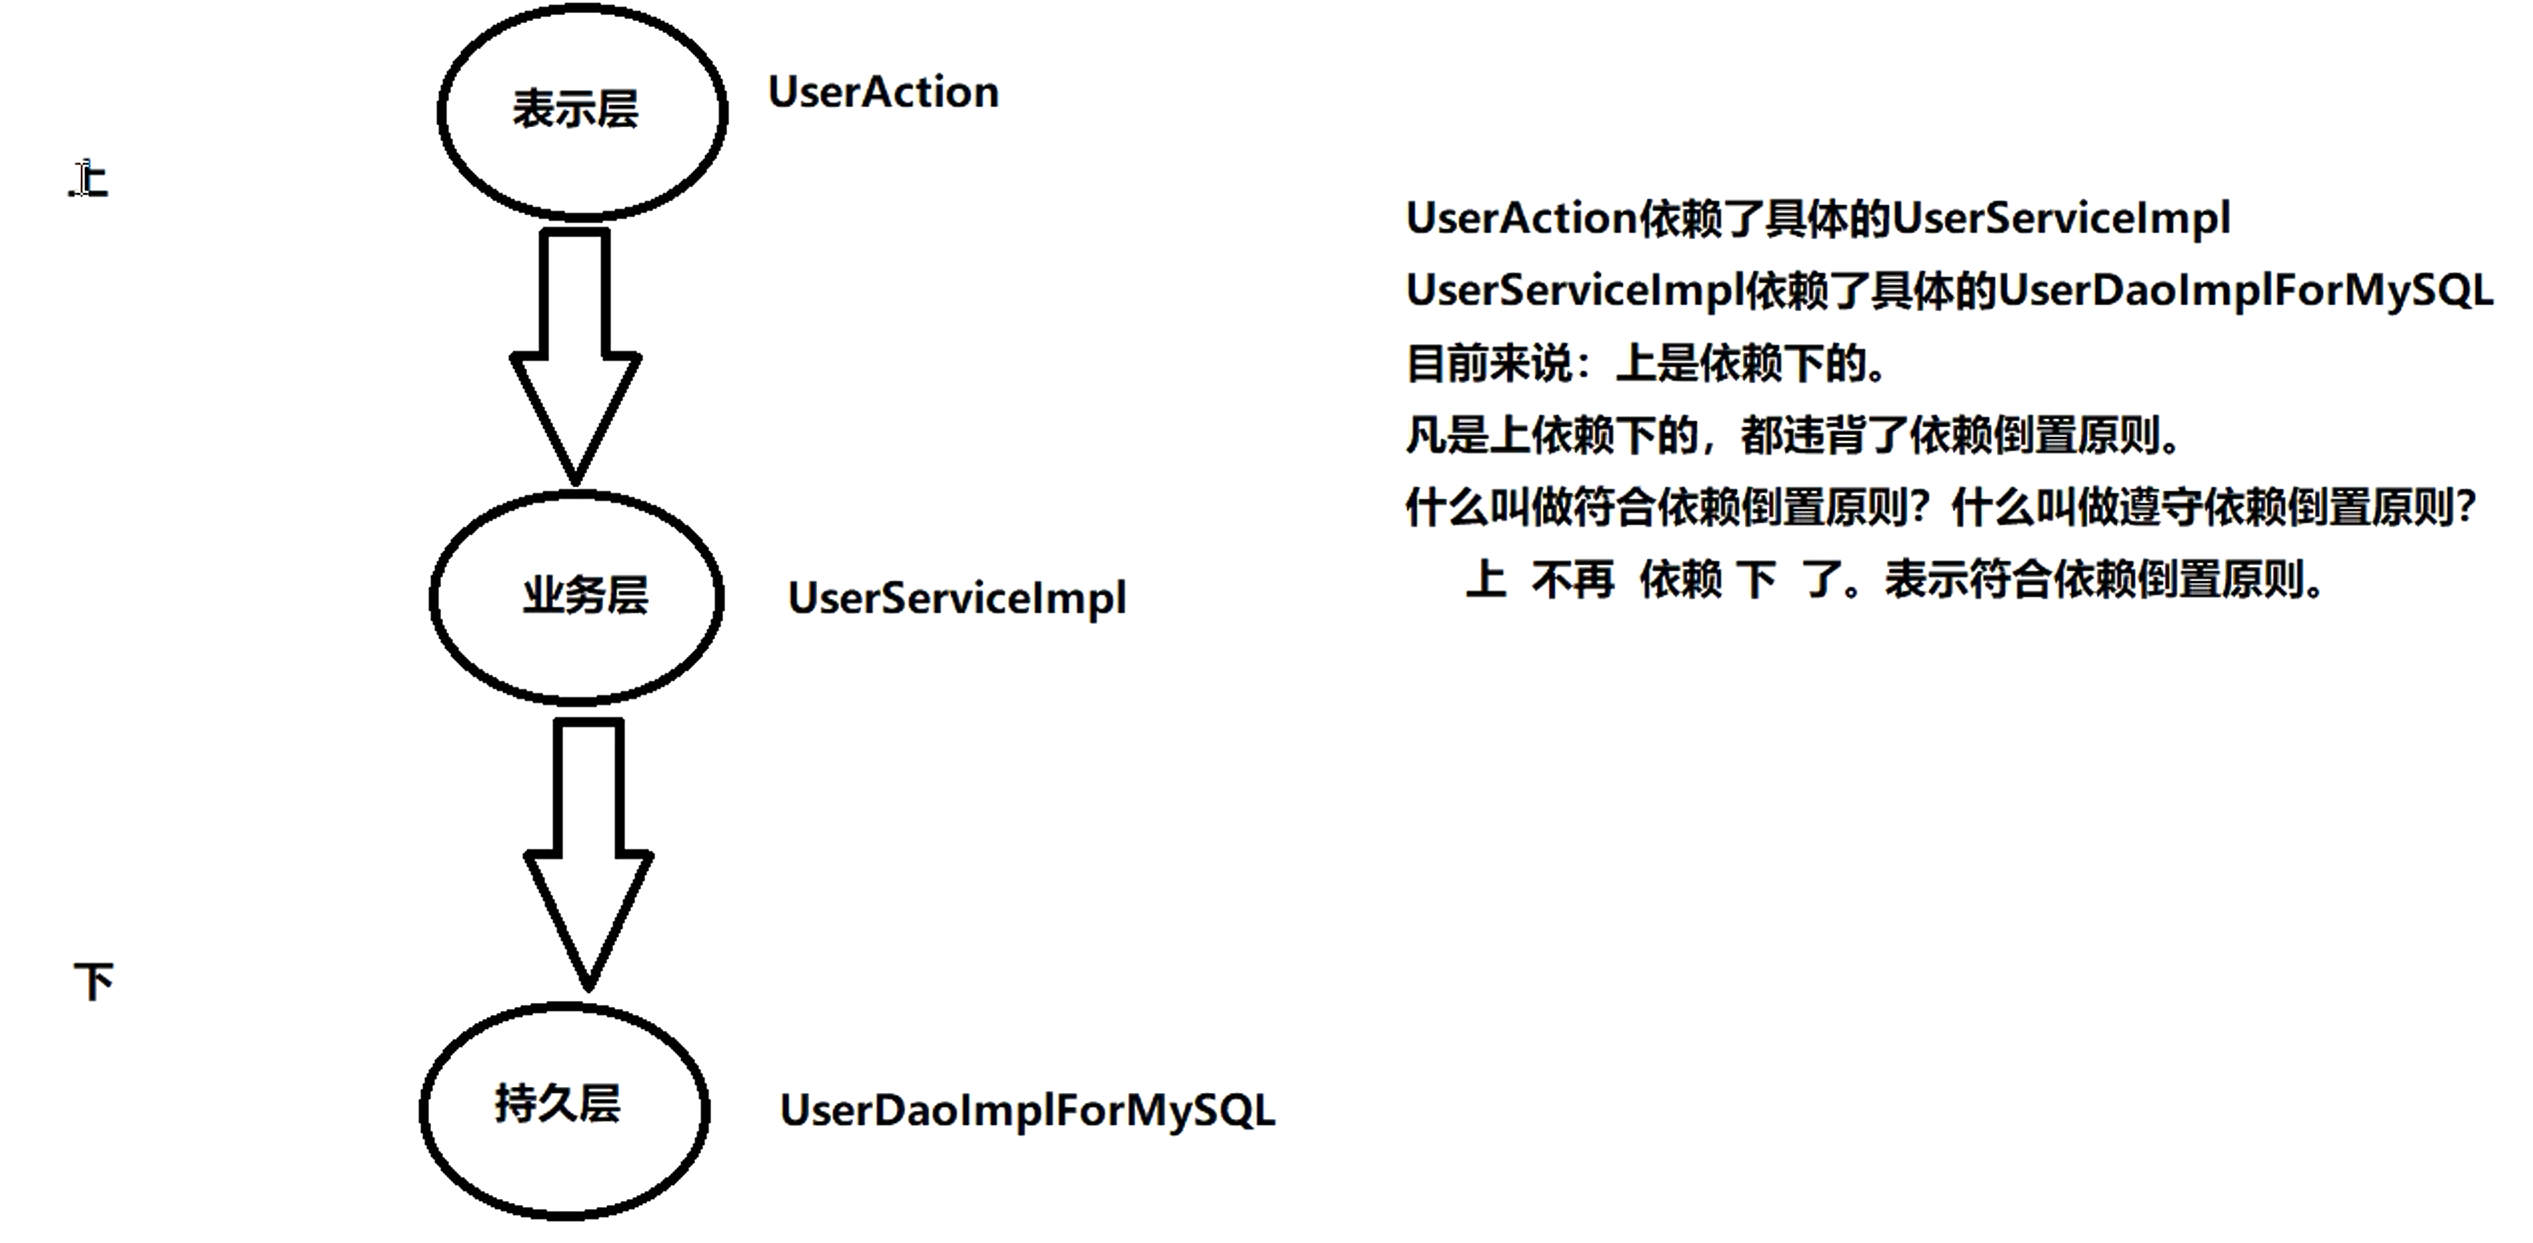 表示层
UserAction
上
UserAction依赖了具体的UserServiceImpl
UserServiceImpl依赖了具体的UserDaoImplForMySQL
目前来说：上是依赖下的。
凡是上依赖下的，都违背了依赖倒置原则。
什么叫做符合依赖倒置原则？什么叫做遵守依赖倒置原则？
上 不再 依赖 下 了。表示符合依赖倒置原则。
业务层
UserServiceImpl
下
持久层
UserDaoImplForMySQL